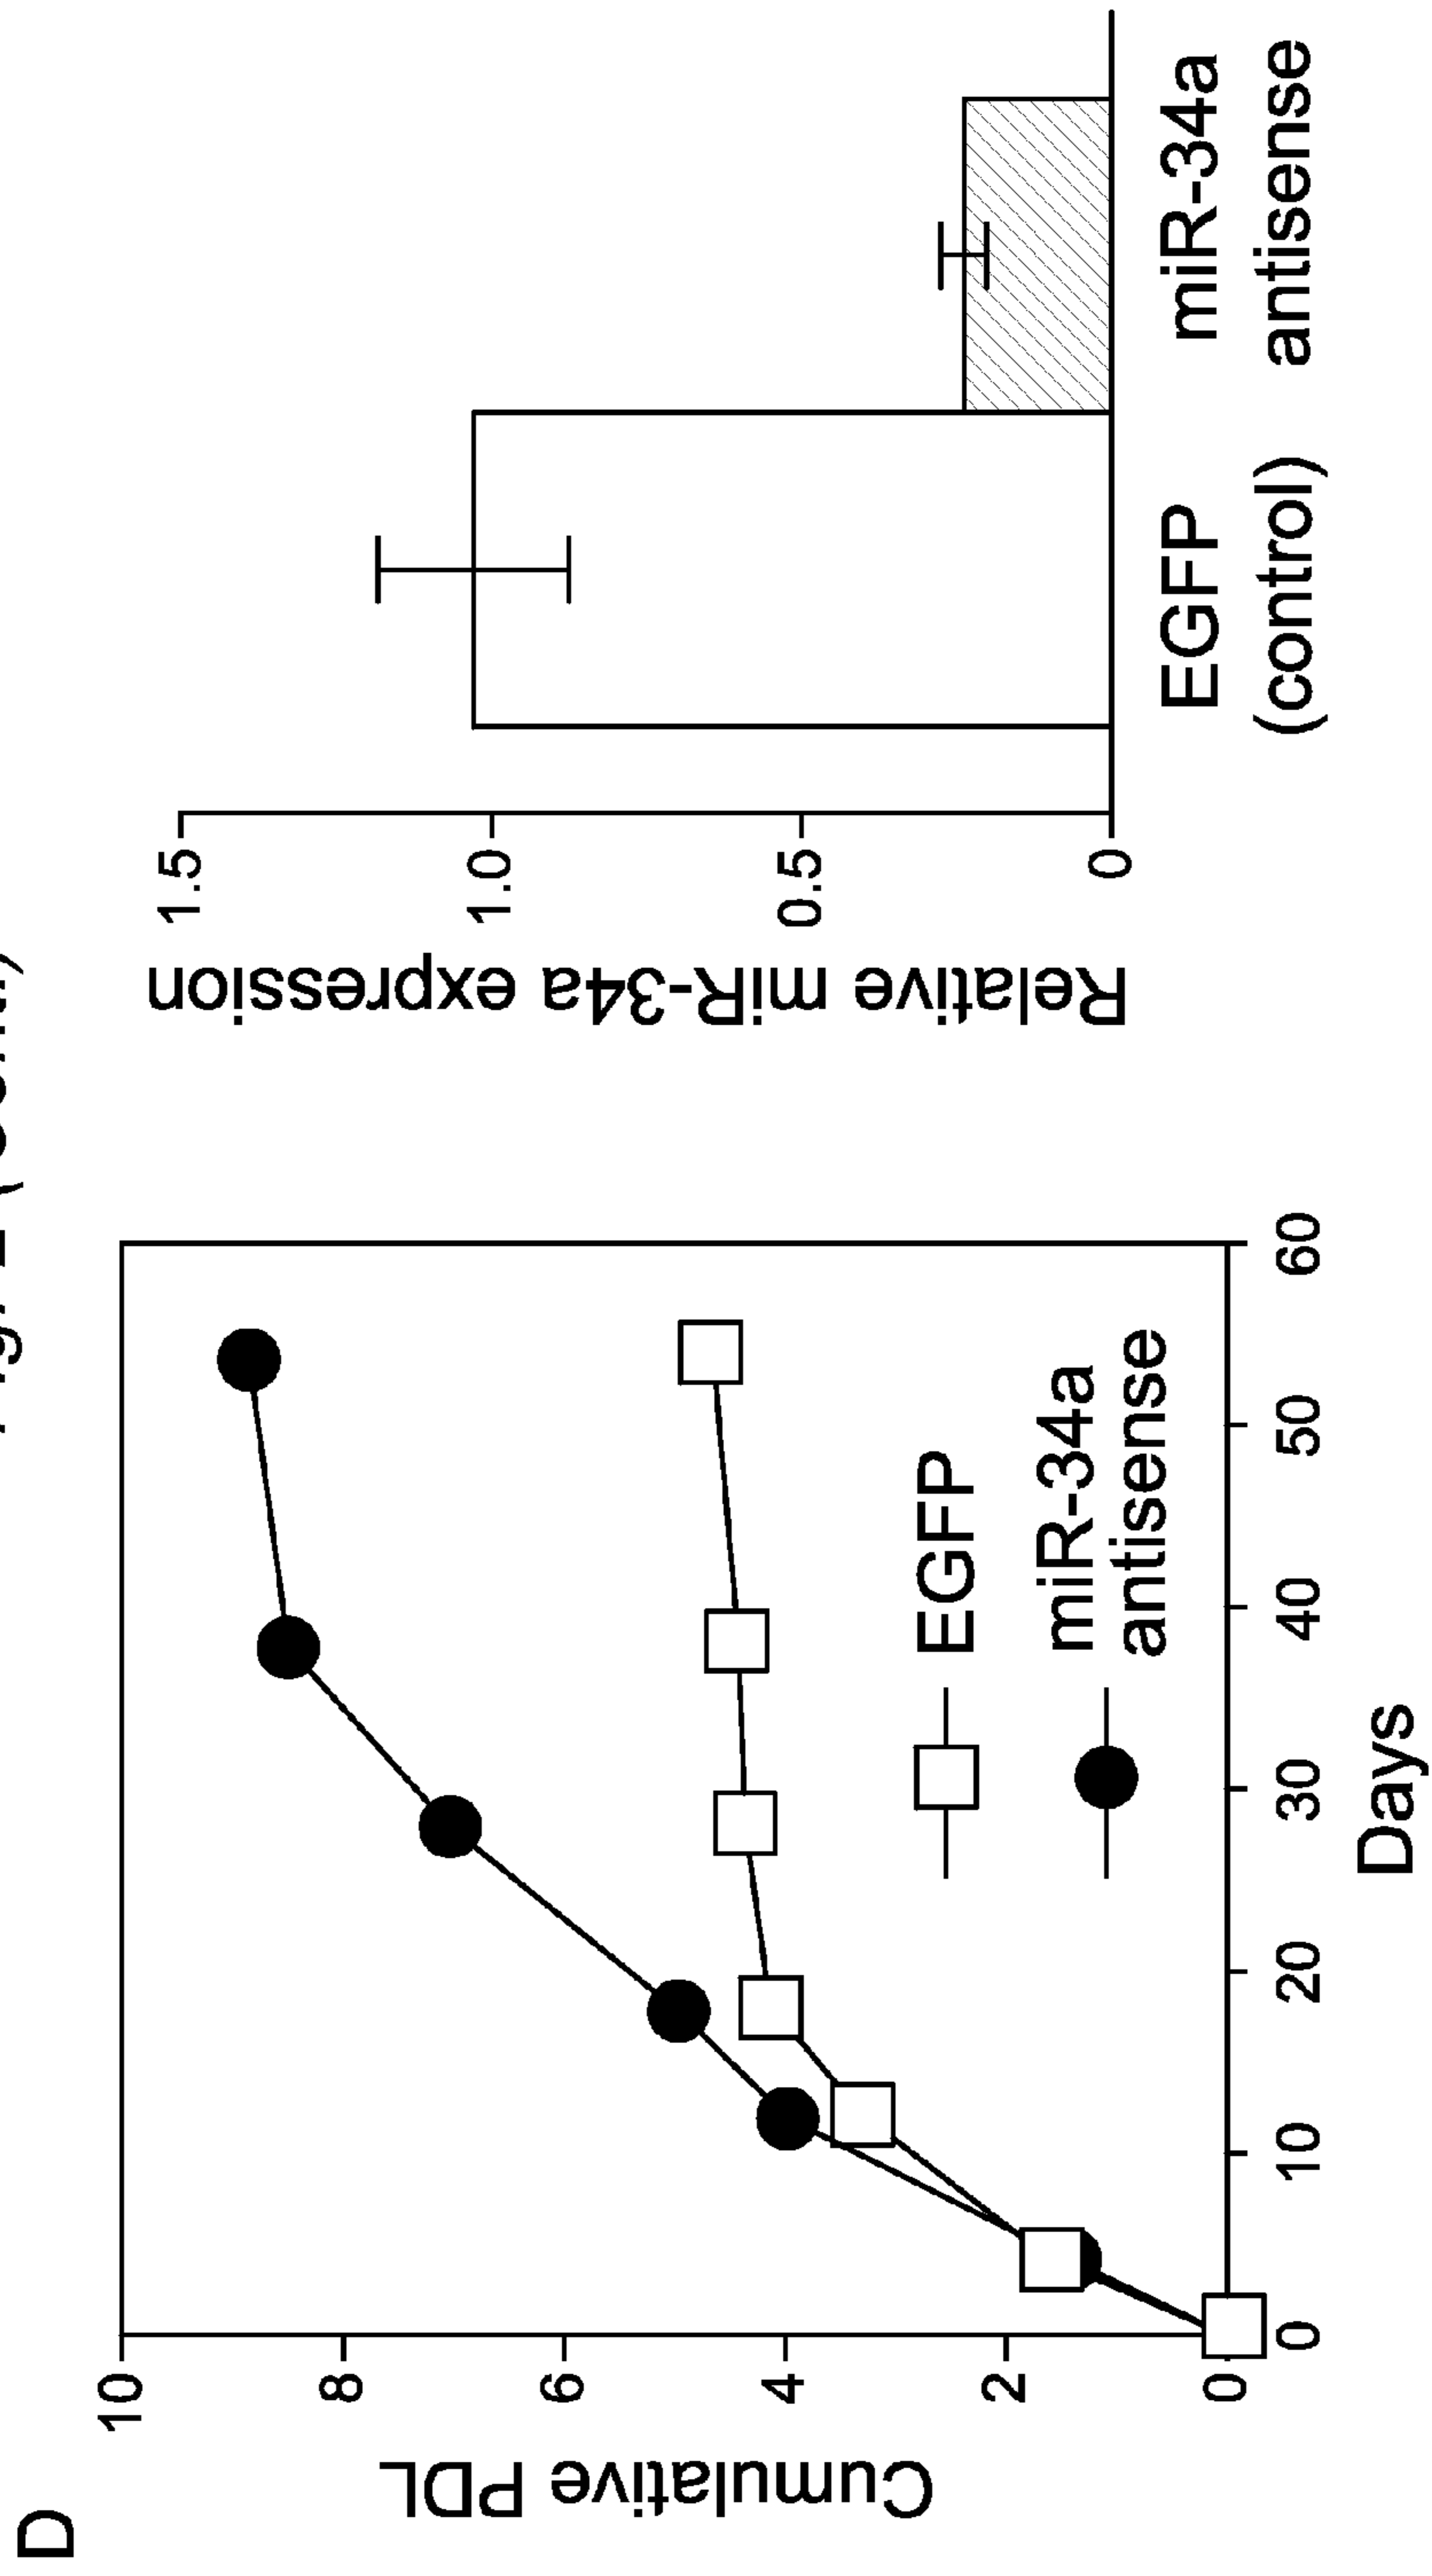 D
Cumulative PDL
10
8
6
4
2
0
0 10 20 30 40 50 60
Days
EGFP
miR-34a
antisense
Relative miR-34a expression
1.5
1.0
0.5
0
EGFP
(control)
miR-34a
antisense